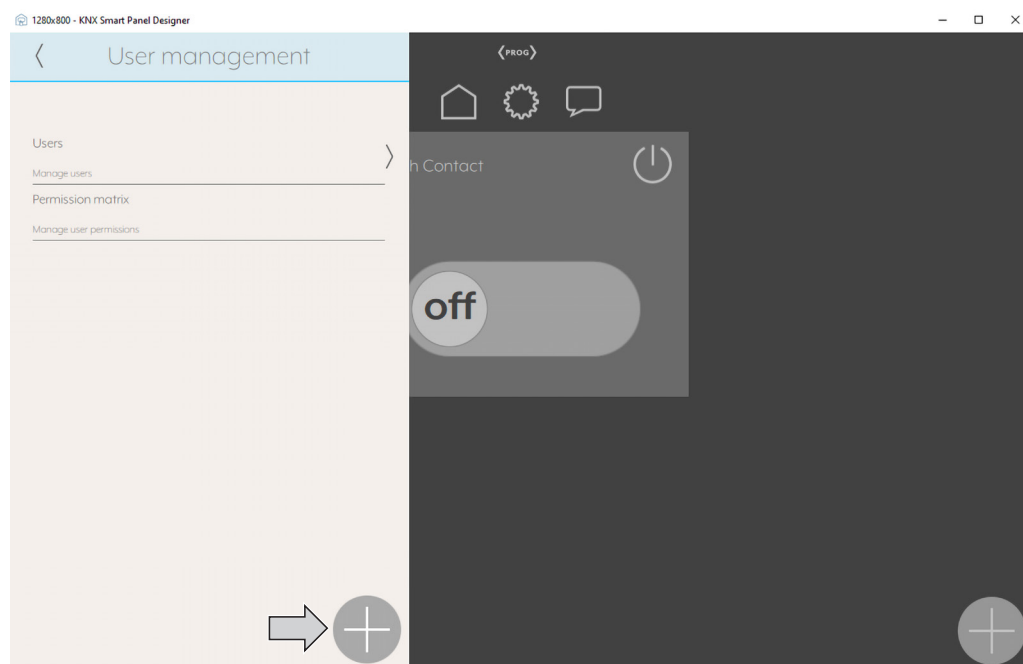 1280x800 - KNX Smart Panel Designer
User management
PROG
Users
Manage users
Permission matrix
Manage user permissions
h Contact
off